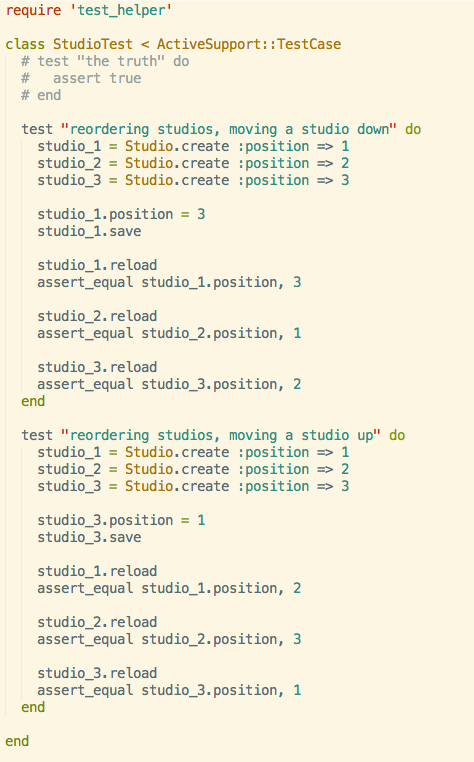 require 'test_helper'

class StudioTest < ActiveSupport::TestCase
  # test "the truth" do
  #   assert true
  # end

  test "reordering studios, moving a studio down" do
    studio_1 = Studio.create :position => 1
    studio_2 = Studio.create :position => 2
    studio_3 = Studio.create :position => 3

    studio_1.position = 3
    studio_1.save

    studio_1.reload
    assert_equal studio_1.position, 3

    studio_2.reload
    assert_equal studio_2.position, 1

    studio_3.reload
    assert_equal studio_3.position, 2
  end

  test "reordering studios, moving a studio up" do
    studio_1 = Studio.create :position => 1
    studio_2 = Studio.create :position => 2
    studio_3 = Studio.create :position => 3

    studio_3.position = 1
    studio_3.save

    studio_1.reload
    assert_equal studio_1.position, 2

    studio_2.reload
    assert_equal studio_2.position, 3

    studio_3.reload
    assert_equal studio_3.position, 1
  end

end